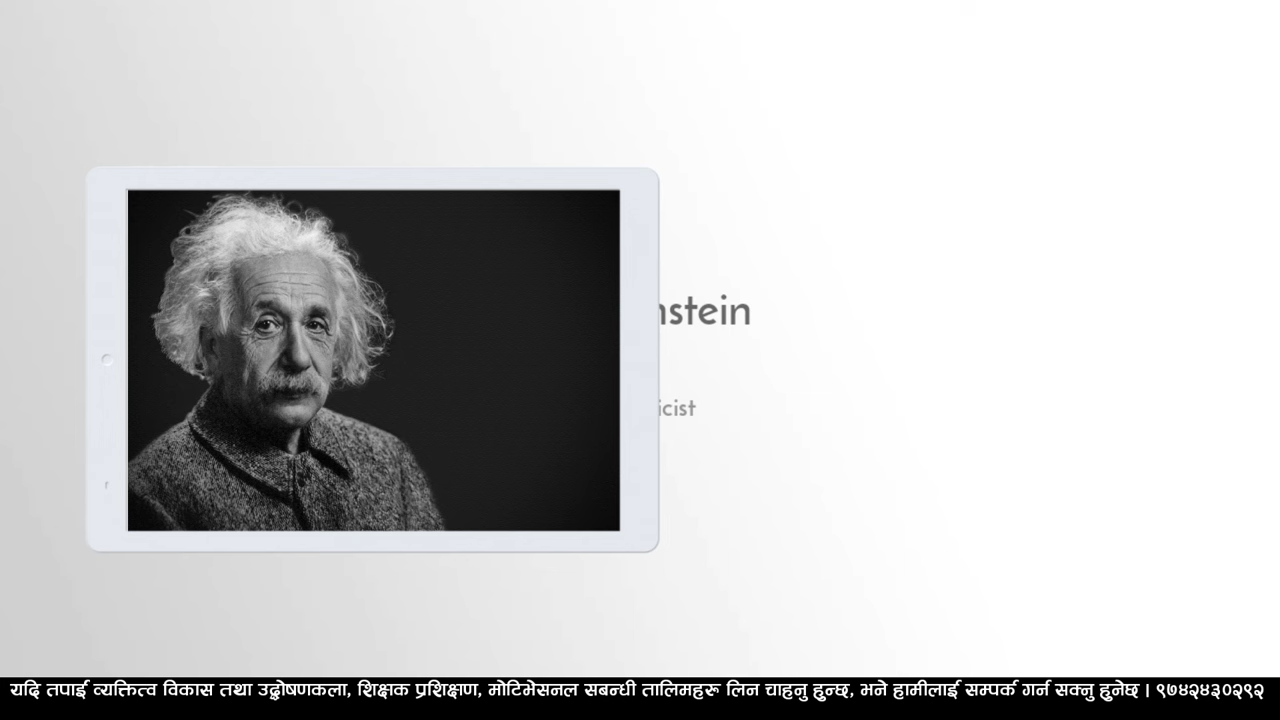 nstein
icist
यदि तपाई व्यक्तित्व विकास तथा उद्घोषणकला, शिक्षक प्रशिक्षण, मोटिभेसनल सबन्धी तालिमहरू लिन चाहनु हुन्छ, भने हामीलाई सम्पर्क गर्न सक्नु हुनेछ । ९७४२४३०२९२